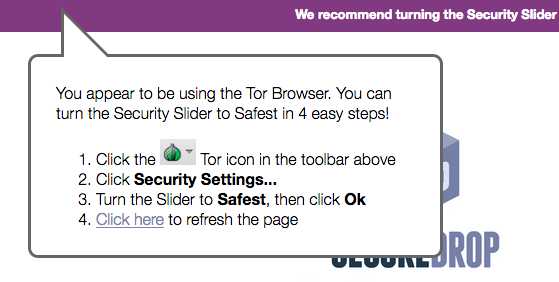 We recommend turning the Security Slider
You appear to be using the Tor Browser. You can
turn the Security Slider to Safest in 4 easy steps!
1. Click the Tor icon in the toolbar above
2. Click Security Settings...
3. Turn the Slider to Safest, then click Ok
4. Click here to refresh the page
SECUREDROP